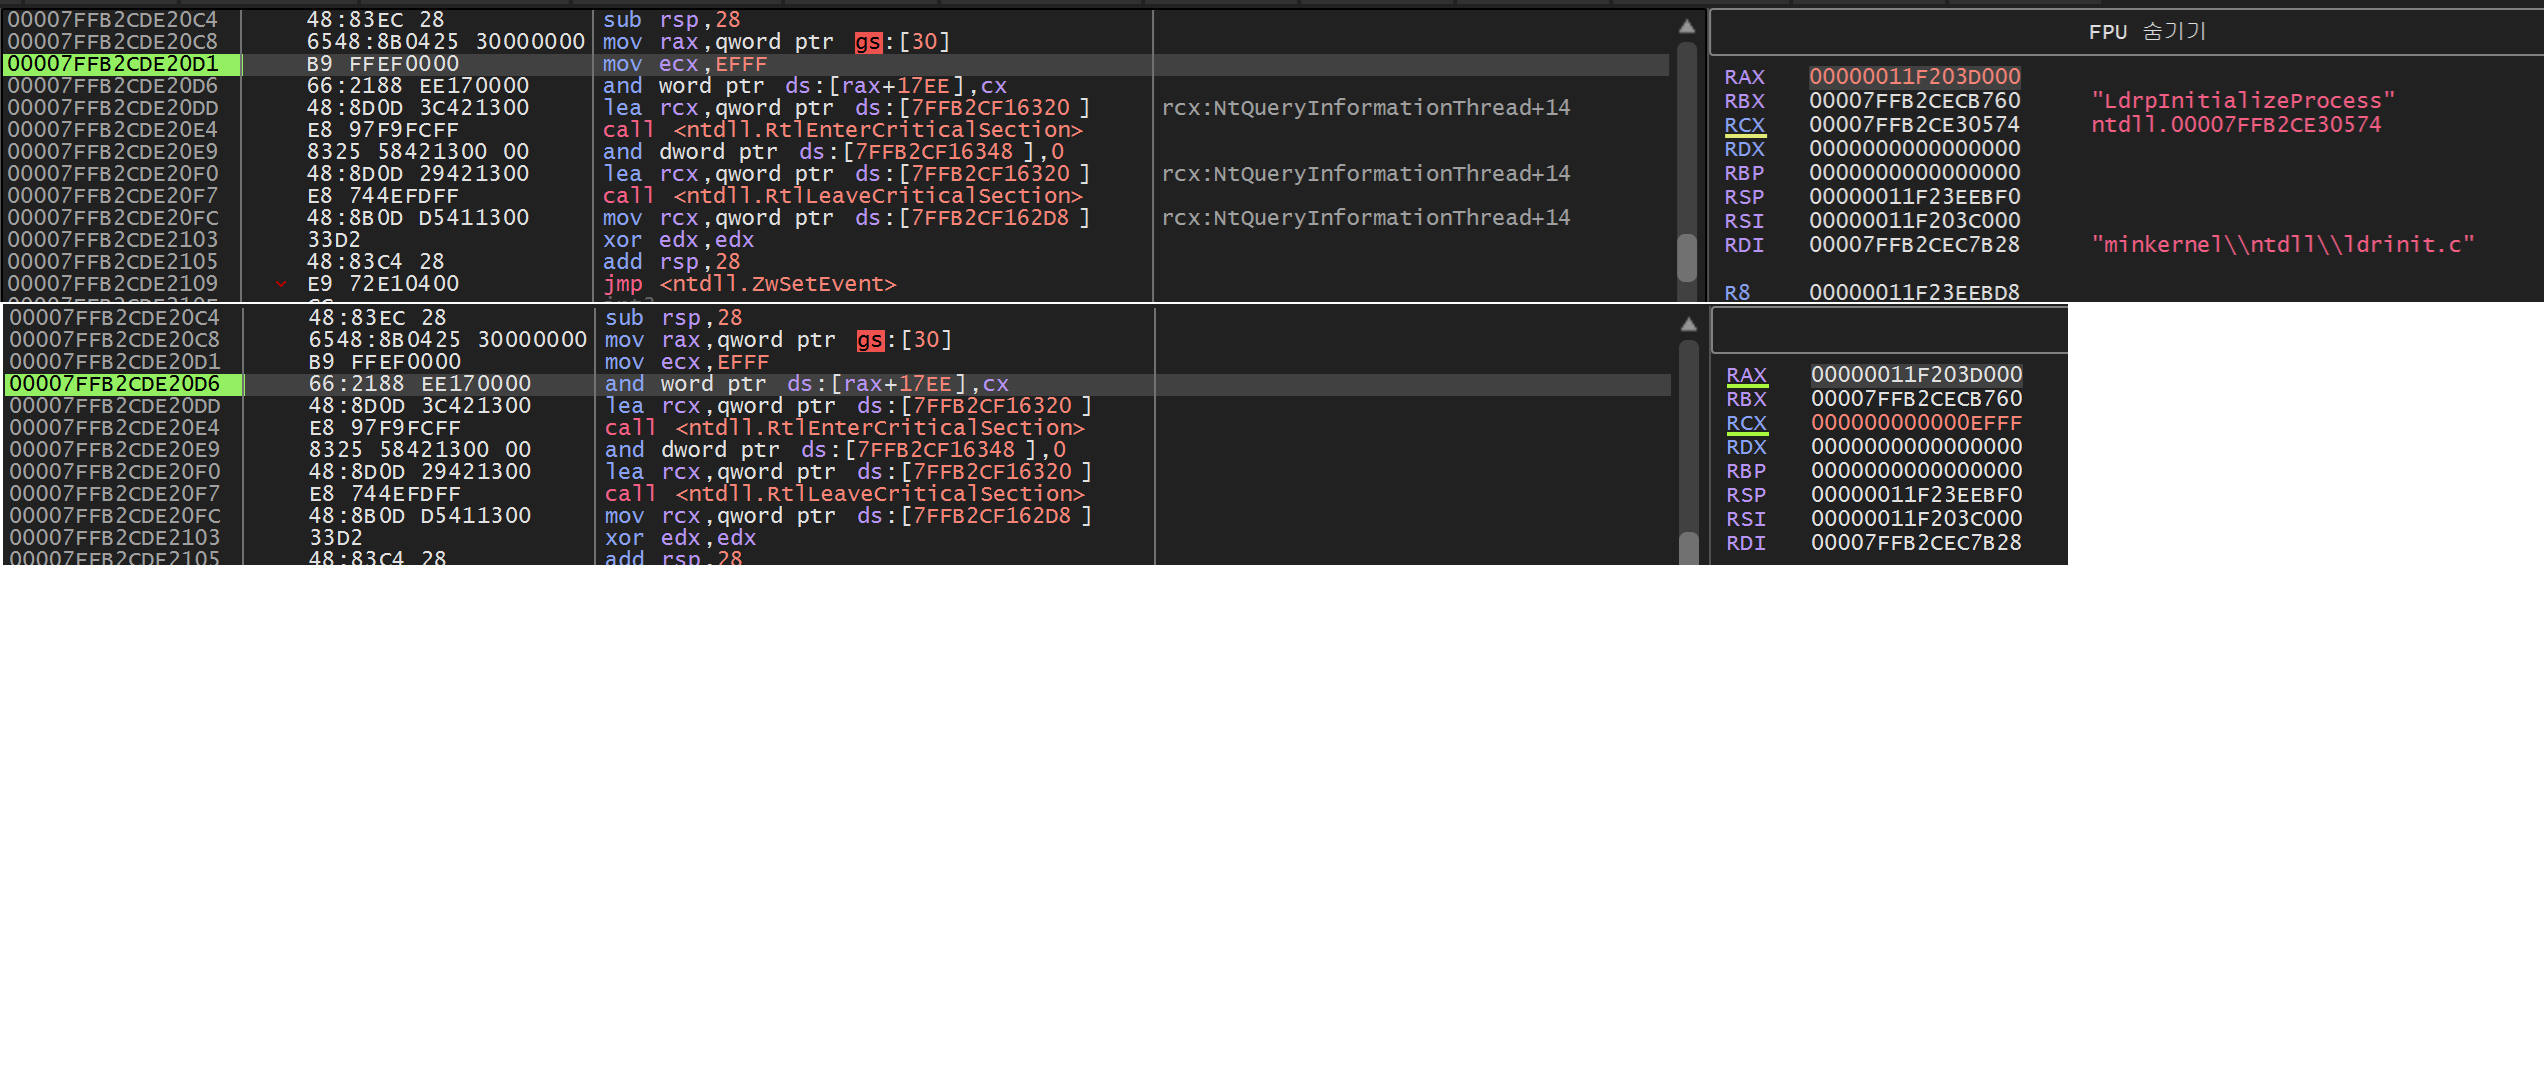 00007FFB2CDE20C4 48:83EC 28 sub rsp,28
00007FFB2CDE20C8 6548:8B0425 30000000 mov rax,qword ptr gs:[30]
00007FFB2CDE20D1 B9 FFEF0000 mov ecx,EFFF
00007FFB2CDE20D6 66:2188 EE170000 and word ptr ds:[rax+17EE],cx
00007FFB2CDE20DD 48:8D0D 3C421300 lea rcx,qword ptr ds:[7FFB2CF16320 ] rcx:NtQueryInformationThread+14
00007FFB2CDE20E4 E8 97F9FCFF call <ntdll.RtlEnterCriticalSection>
00007FFB2CDE20E9 8325 58421300 00 and dword ptr ds:[7FFB2CF16348 ],0
00007FFB2CDE20F0 48:8D0D 29421300 lea rcx,qword ptr ds:[7FFB2CF16320 ] rcx:NtQueryInformationThread+14
00007FFB2CDE20F7 E8 744EFDFF call <ntdll.RtlLeaveCriticalSection>
00007FFB2CDE20FC 48:8B0D D5411300 mov rcx,qword ptr ds:[7FFB2CF162D8 ] rcx:NtQueryInformationThread+14
00007FFB2CDE2103 33D2 xor edx,edx
00007FFB2CDE2105 48:83C4 28 add rsp,28
00007FFB2CDE2109 E9 72E10400 jmp <ntdll.ZwSetEvent>
FPU 숨기기
RAX 00000011F203D000
RBX 00007FFB2CECB760 "LdrpInitializeProcess"
RCX 00007FFB2CE30574 ntdll.00007FFB2CE30574
RDX 0000000000000000
RBP 0000000000000000
RSP 00000011F23EEBF0
RSI 00000011F203C000
RDI 00007FFB2CEC7B28 "minkernel\\ntdll\\ldrinit.c"
R8 00000011F23EEBD8
00007FFB2CDE20C4 48:83EC 28 sub rsp,28
00007FFB2CDE20C8 6548:8B0425 30000000 mov rax,qword ptr gs:[30]
00007FFB2CDE20D1 B9 FFEF0000 mov ecx,EFFF
00007FFB2CDE20D6 66:2188 EE170000 and word ptr ds:[rax+17EE],cx
00007FFB2CDE20DD 48:8D0D 3C421300 lea rcx,qword ptr ds:[7FFB2CF16320 ]
00007FFB2CDE20E4 E8 97F9FCFF call <ntdll.RtlEnterCriticalSection>
00007FFB2CDE20E9 8325 58421300 00 and dword ptr ds:[7FFB2CF16348 ],0
00007FFB2CDE20F0 48:8D0D 29421300 lea rcx,qword ptr ds:[7FFB2CF16320 ]
00007FFB2CDE20F7 E8 744EFDFF call <ntdll.RtlLeaveCriticalSection>
00007FFB2CDE20FC 48:8B0D D5411300 mov rcx,qword ptr ds:[7FFB2CF162D8 ]
00007FFB2CDE2103 33D2 xor edx,edx
00007FFB2CDE2105 48:83C4 28 add rsp,28
RAX 00000011F203D000
RBX 00007FFB2CECB760
RCX 000000000000EFFF
RDX 0000000000000000
RBP 0000000000000000
RSP 00000011F23EEBF0
RSI 00000011F203C000
RDI 00007FFB2CEC7B28